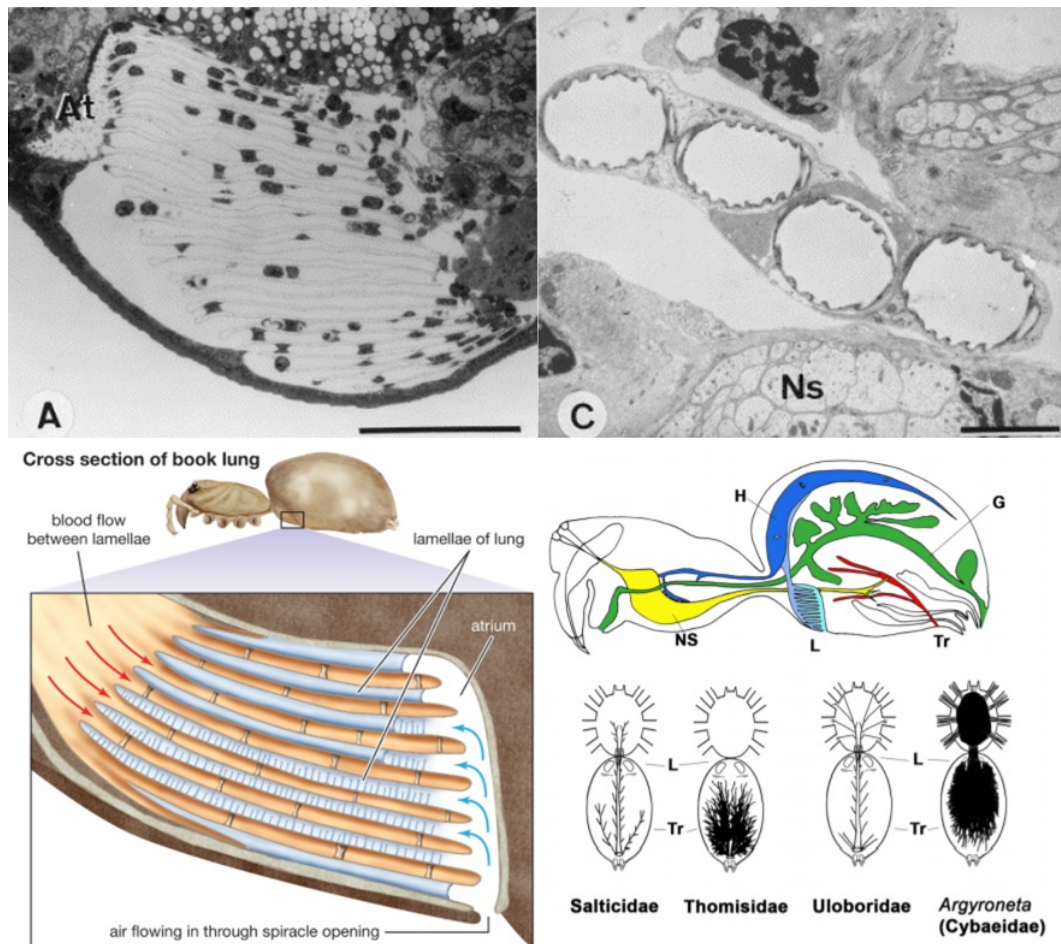 At
A
C
Ns
Cross section of book lung
blood flow
between lamellae
lamellae of lung
atrium
air flowing in through spiracle opening
H
G
NS
L
Tr
L
Tr
L
Tr
Salticidae
Thomisidae
Uloboridae
Argyroneta
(Cybaeidae)